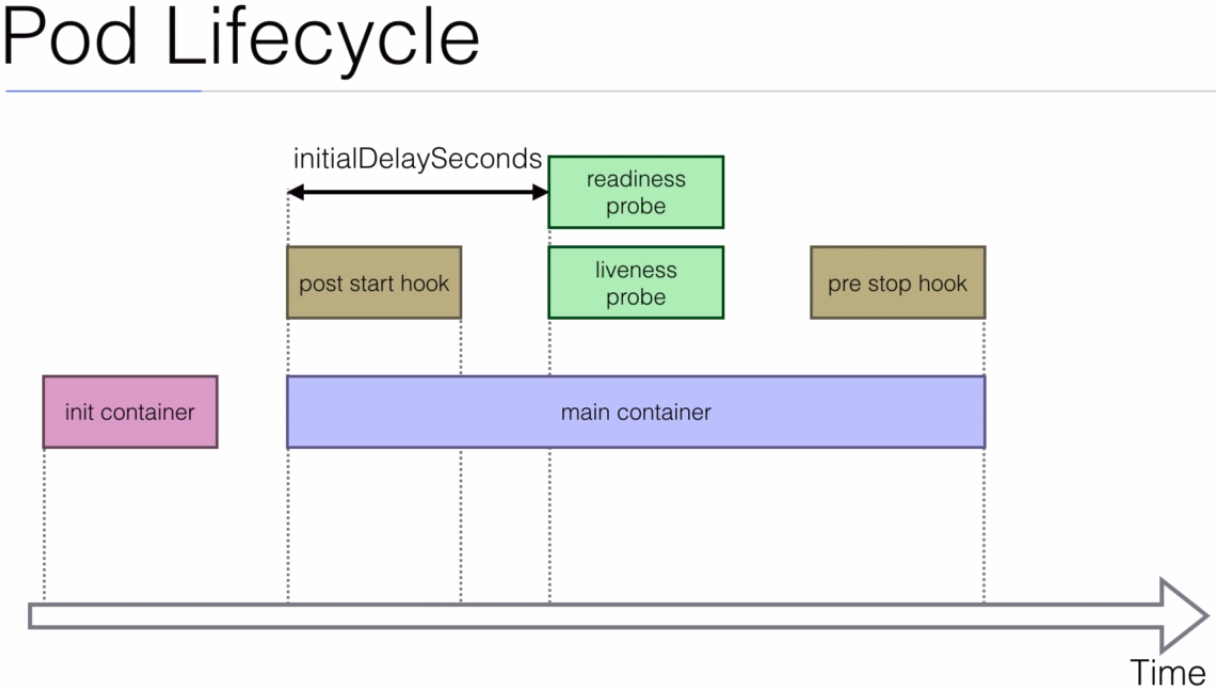 Pod Lifecycle
initialDelaySeconds
readiness
probe
post start hook
liveness
probe
pre stop hook
init container
main container
Time